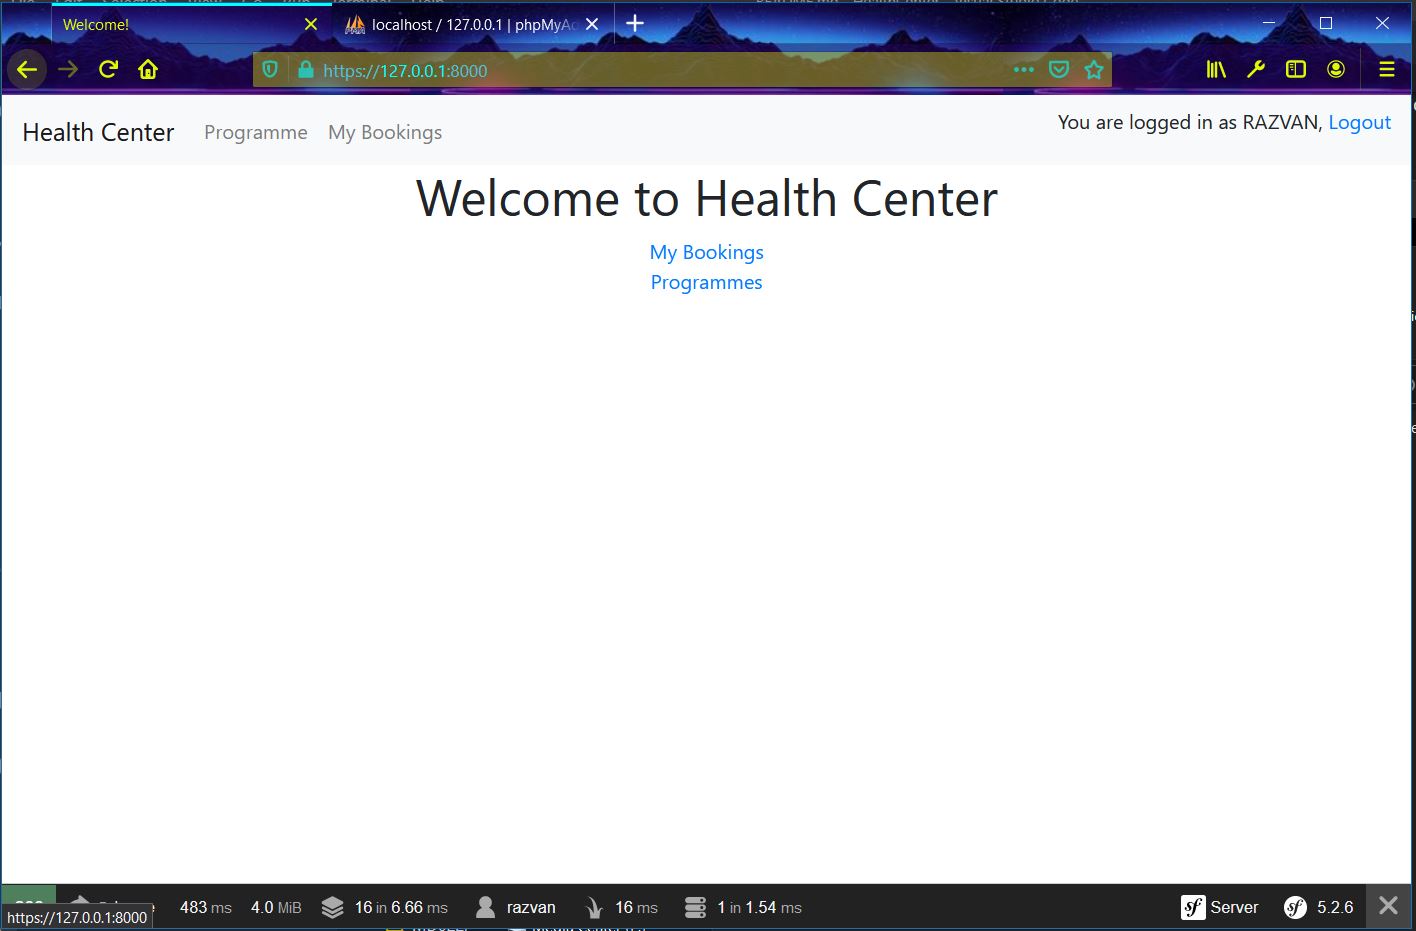 Welcome!
localhost / 127.0.0.1 | phpMyAd
https://127.0.0.1:8000
Health Center Programme My Bookings
You are logged in as RAZVAN, Logout
Welcome to Health Center
My Bookings
Programmes
483 ms 4.0 MiB 16 in 6.66 ms razvan 16 ms 1 in 1.54 ms sf Server sf 5.2.6
https://127.0.0.1:8000